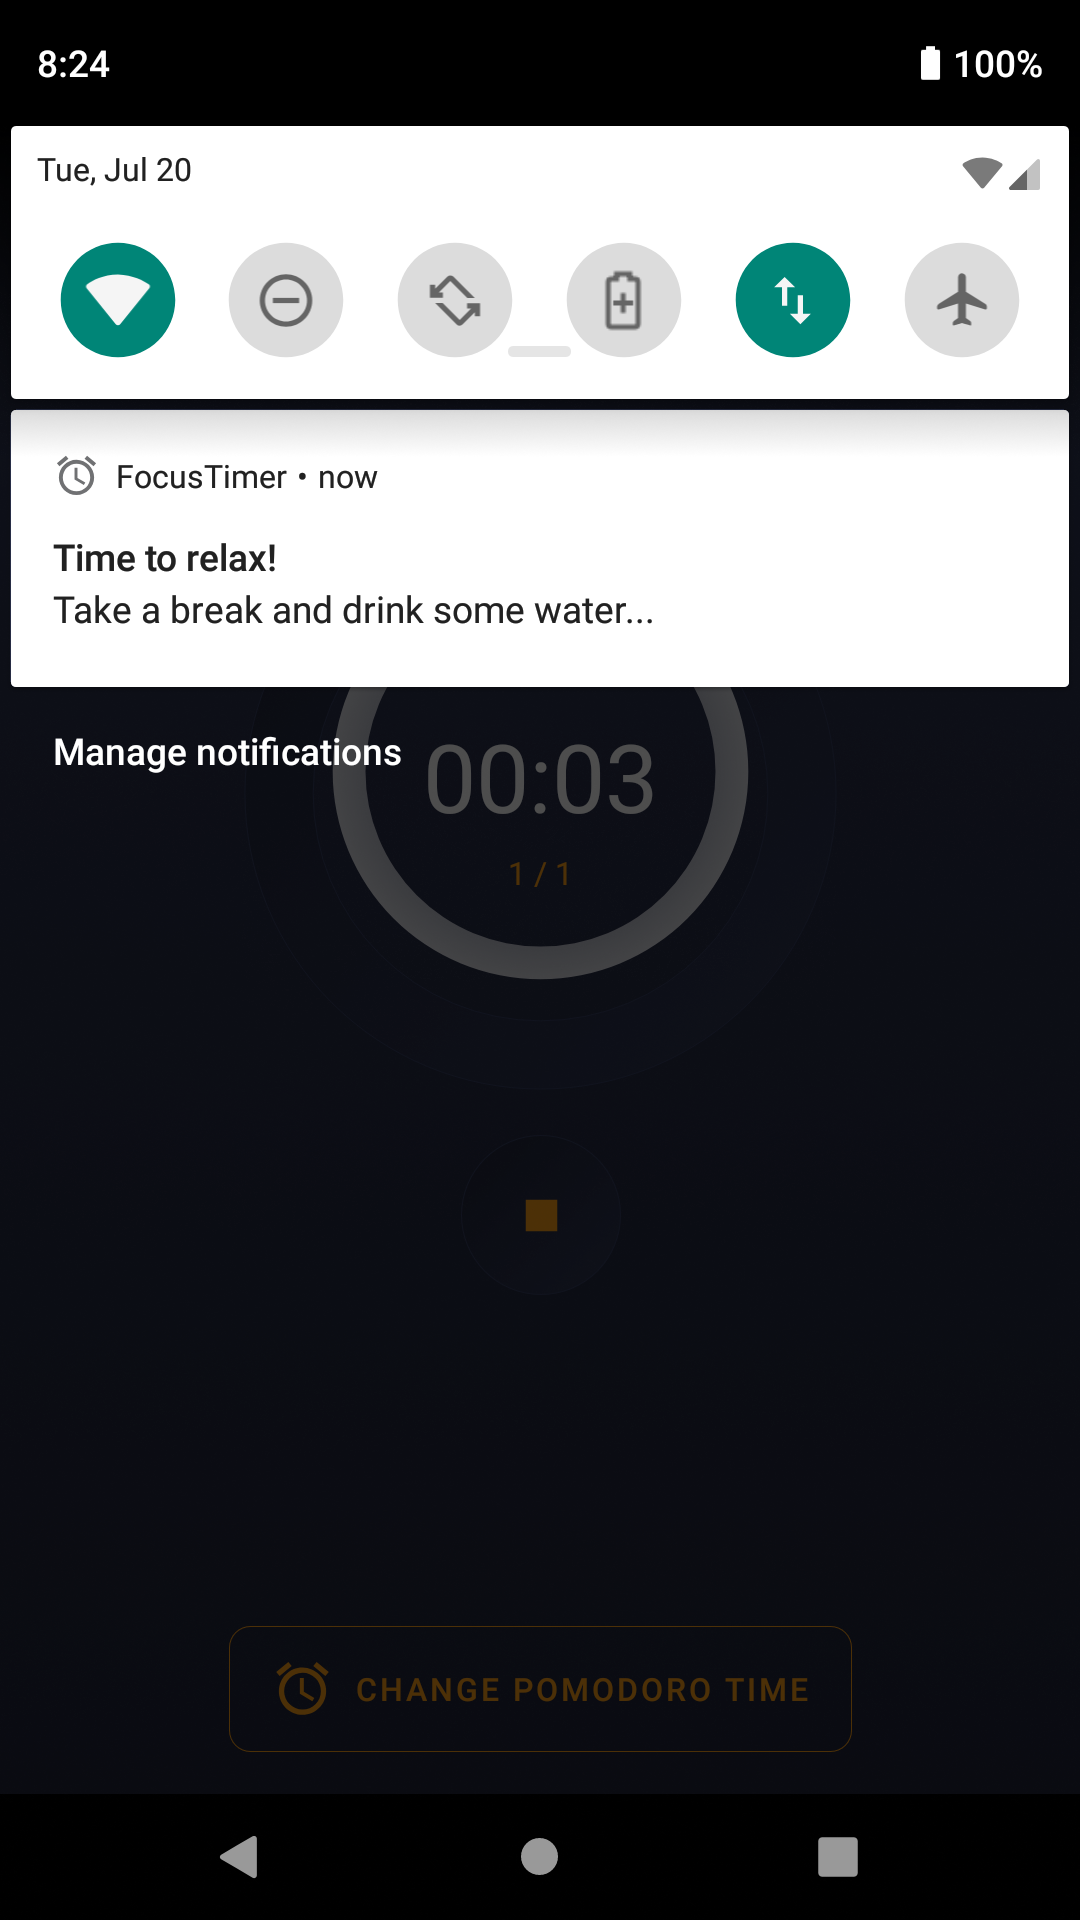 8:24
100%
Tue, Jul 20
FocusTimer • now
Time to relax!
Take a break and drink some water...
Manage notifications
00:03
1 / 1
CHANGE POMODORO TIME